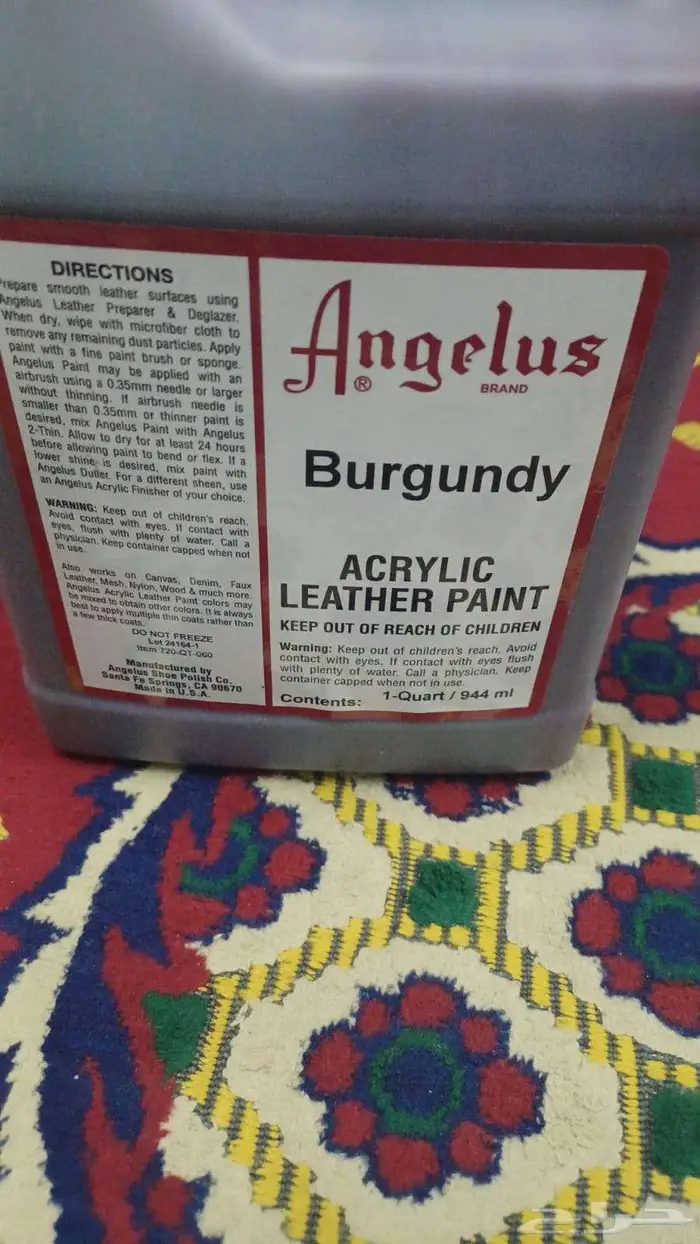 DIRECTIONS
Prepare smooth leather surfaces using
Angelus Leather Preparer & Deglazer.
When dry, wipe with microfiber cloth to
remove any remaining dust particles. Apply
paint with a fine paint brush or sponge.
Angelus Paint may be applied with an
airbrush using a 0.35mm needle or larger
without thinning. If airbrush needle is
smaller than 0.35mm or thinner paint is
desired, mix Angelus Paint with Angelus
2-Thin. Allow to dry for at least 24 hours
before allowing paint to bend or flex. If a
lower shine is desired, mix paint with
Angelus Duller. For a different sheen, use
an Angelus Acrylic Finisher of your choice.
WARNING: Keep out of children's reach.
Avoid contact with eyes. If contact with
eyes, flush with plenty of water. Call a
physician. Keep container capped when not
in use.
Also works on Canvas, Denim, Faux
Leather, Mesh, Nylon, Wood & much more.
Angelus Acrylic Leather Paint colors may
be mixed to obtain other colors. It is always
best to apply multiple thin coats rather than
a few thick coats.
DO NOT FREEZE
Lot 24164-1
Item 720-QT-060
Manufactured by
Angelus Shoe Polish Co.
Santa Fe Springs, CA 90670
Made in U.S.A.
Angelus
®
BRAND
Burgundy
ACRYLIC
LEATHER PAINT
KEEP OUT OF REACH OF CHILDREN
Warning: Keep out of children's reach. Avoid
contact with eyes. If contact with eyes flush
with plenty of water. Call a physician. Keep
container capped when not in use.
Contents: 1-Quart / 944 ml
حراج